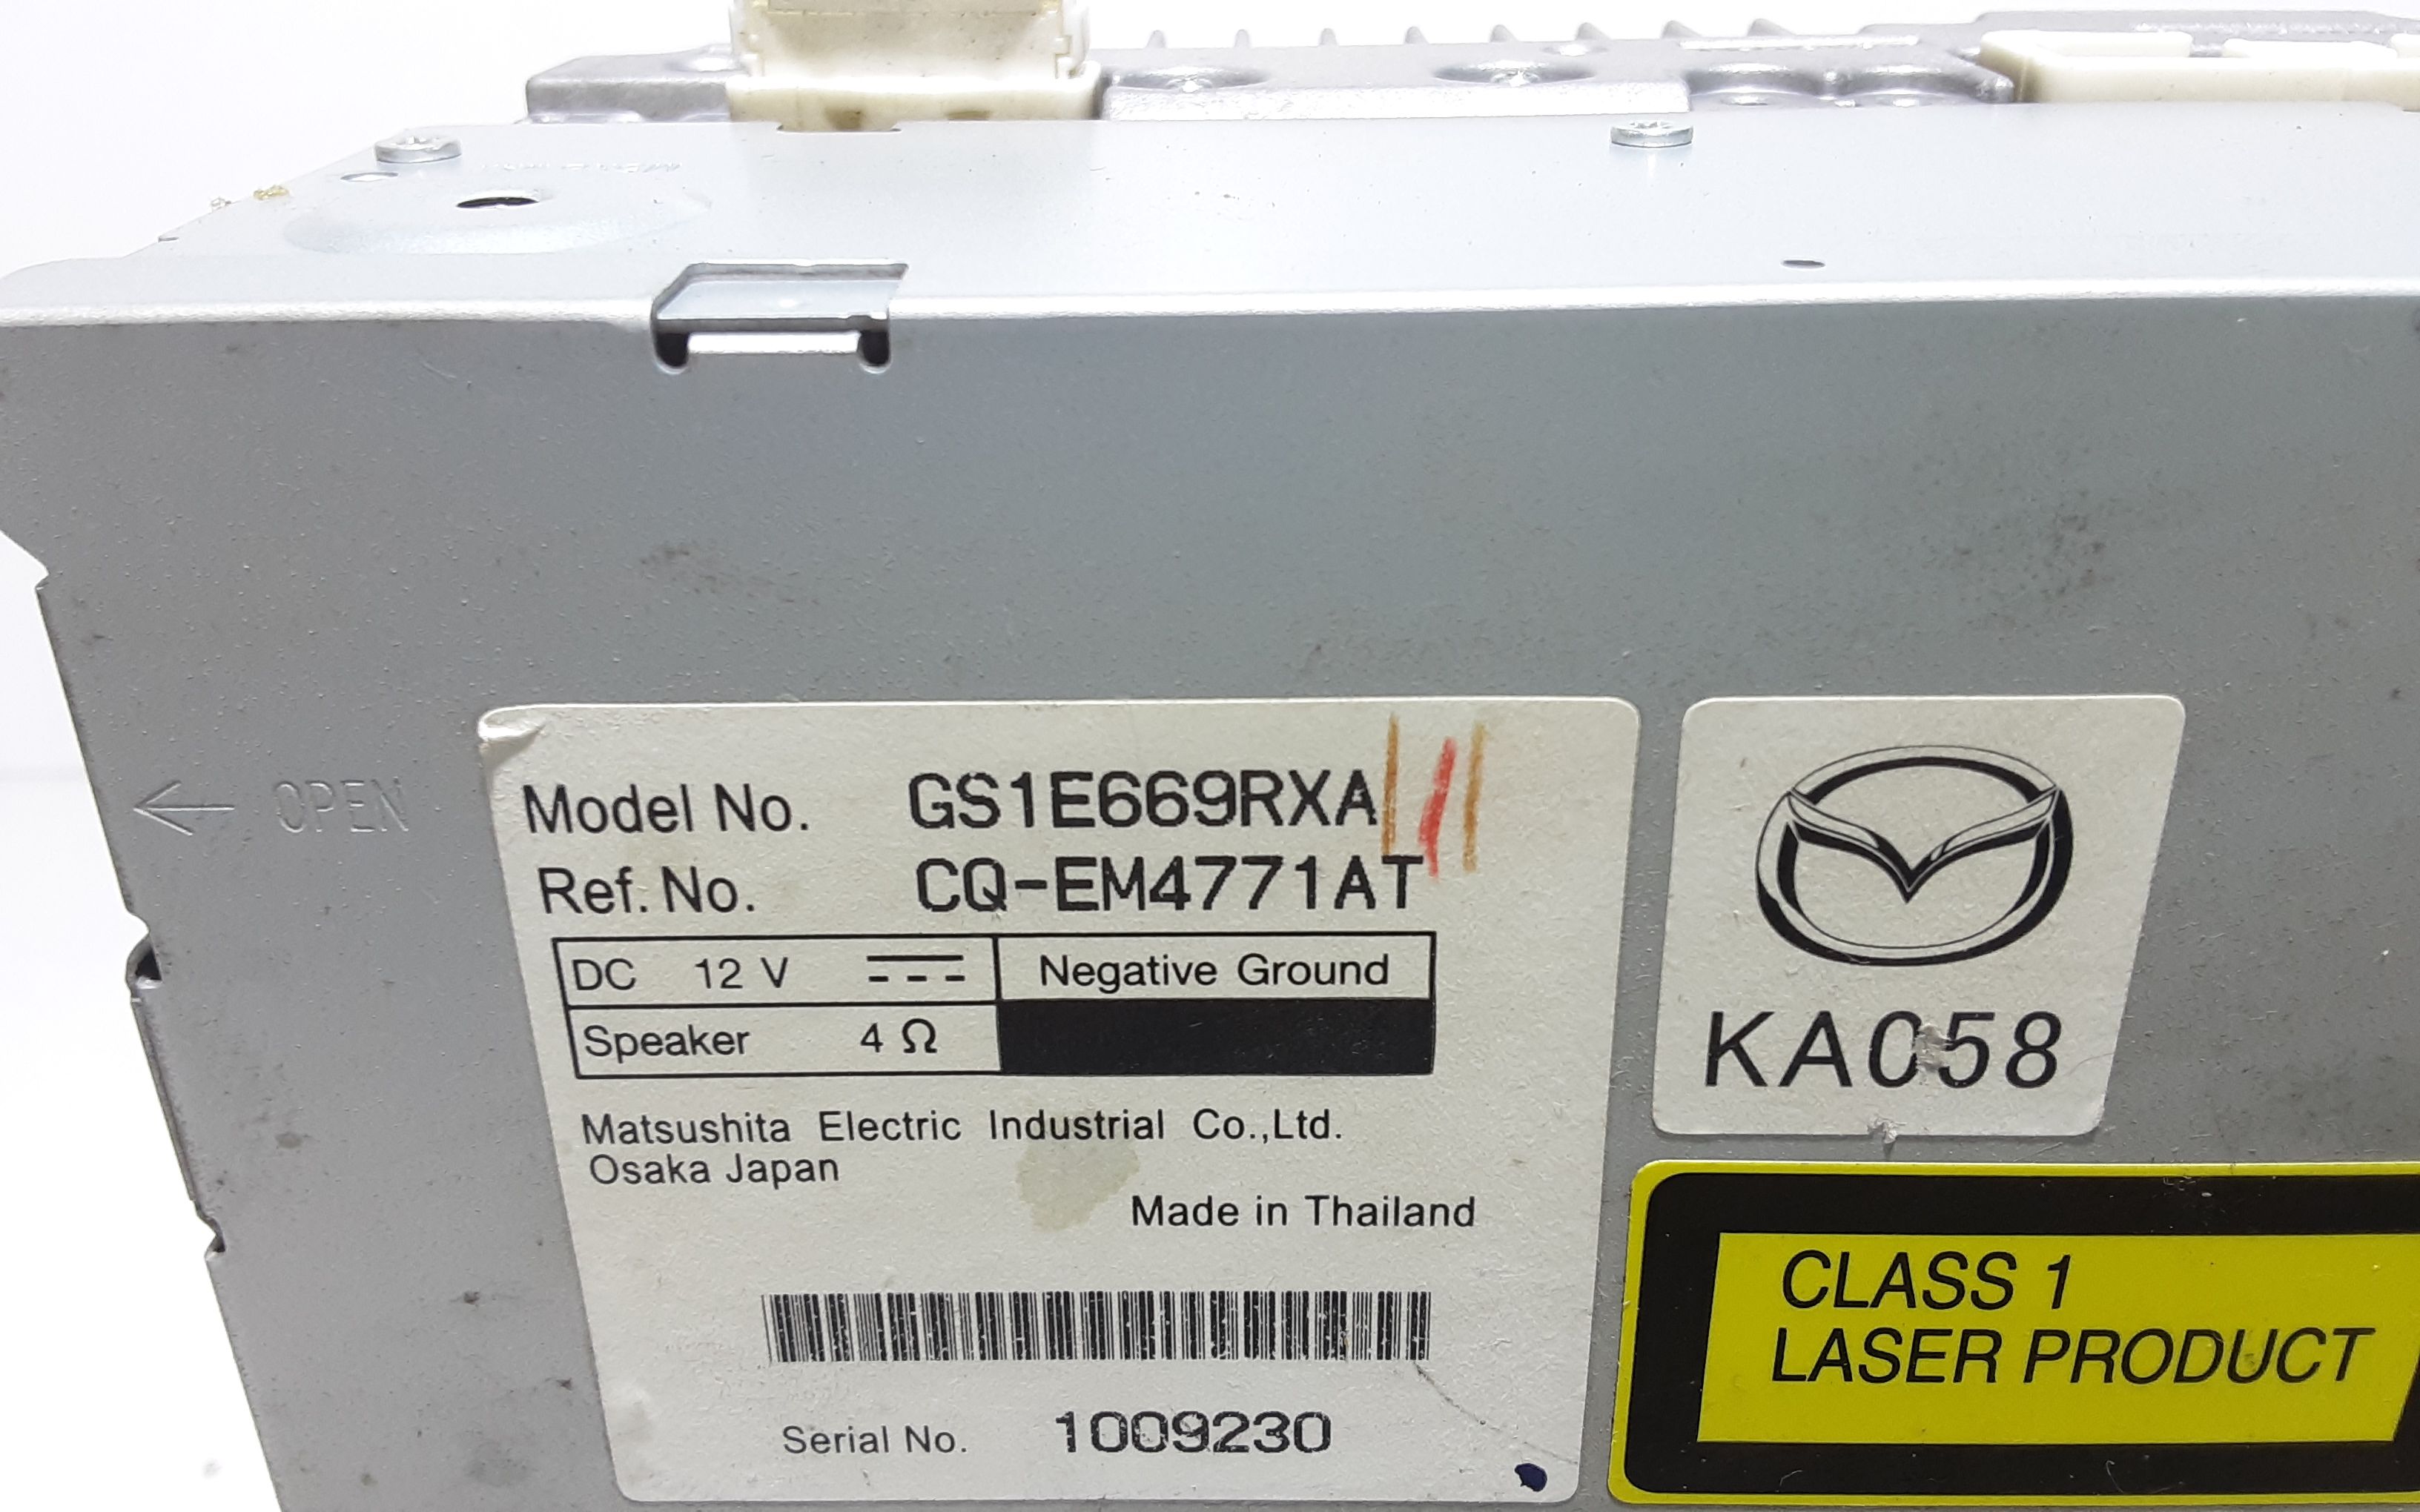 OPEN
Model No. GS1E669RXA
Ref. No. CQ-EM4771AT
DC 12 V Negative Ground
Speaker 4 Ω
Matsushita Electric Industrial Co.,Ltd.
Osaka Japan
Made in Thailand
Serial No. 1009230
KA058
CLASS 1
LASER PRODUCT